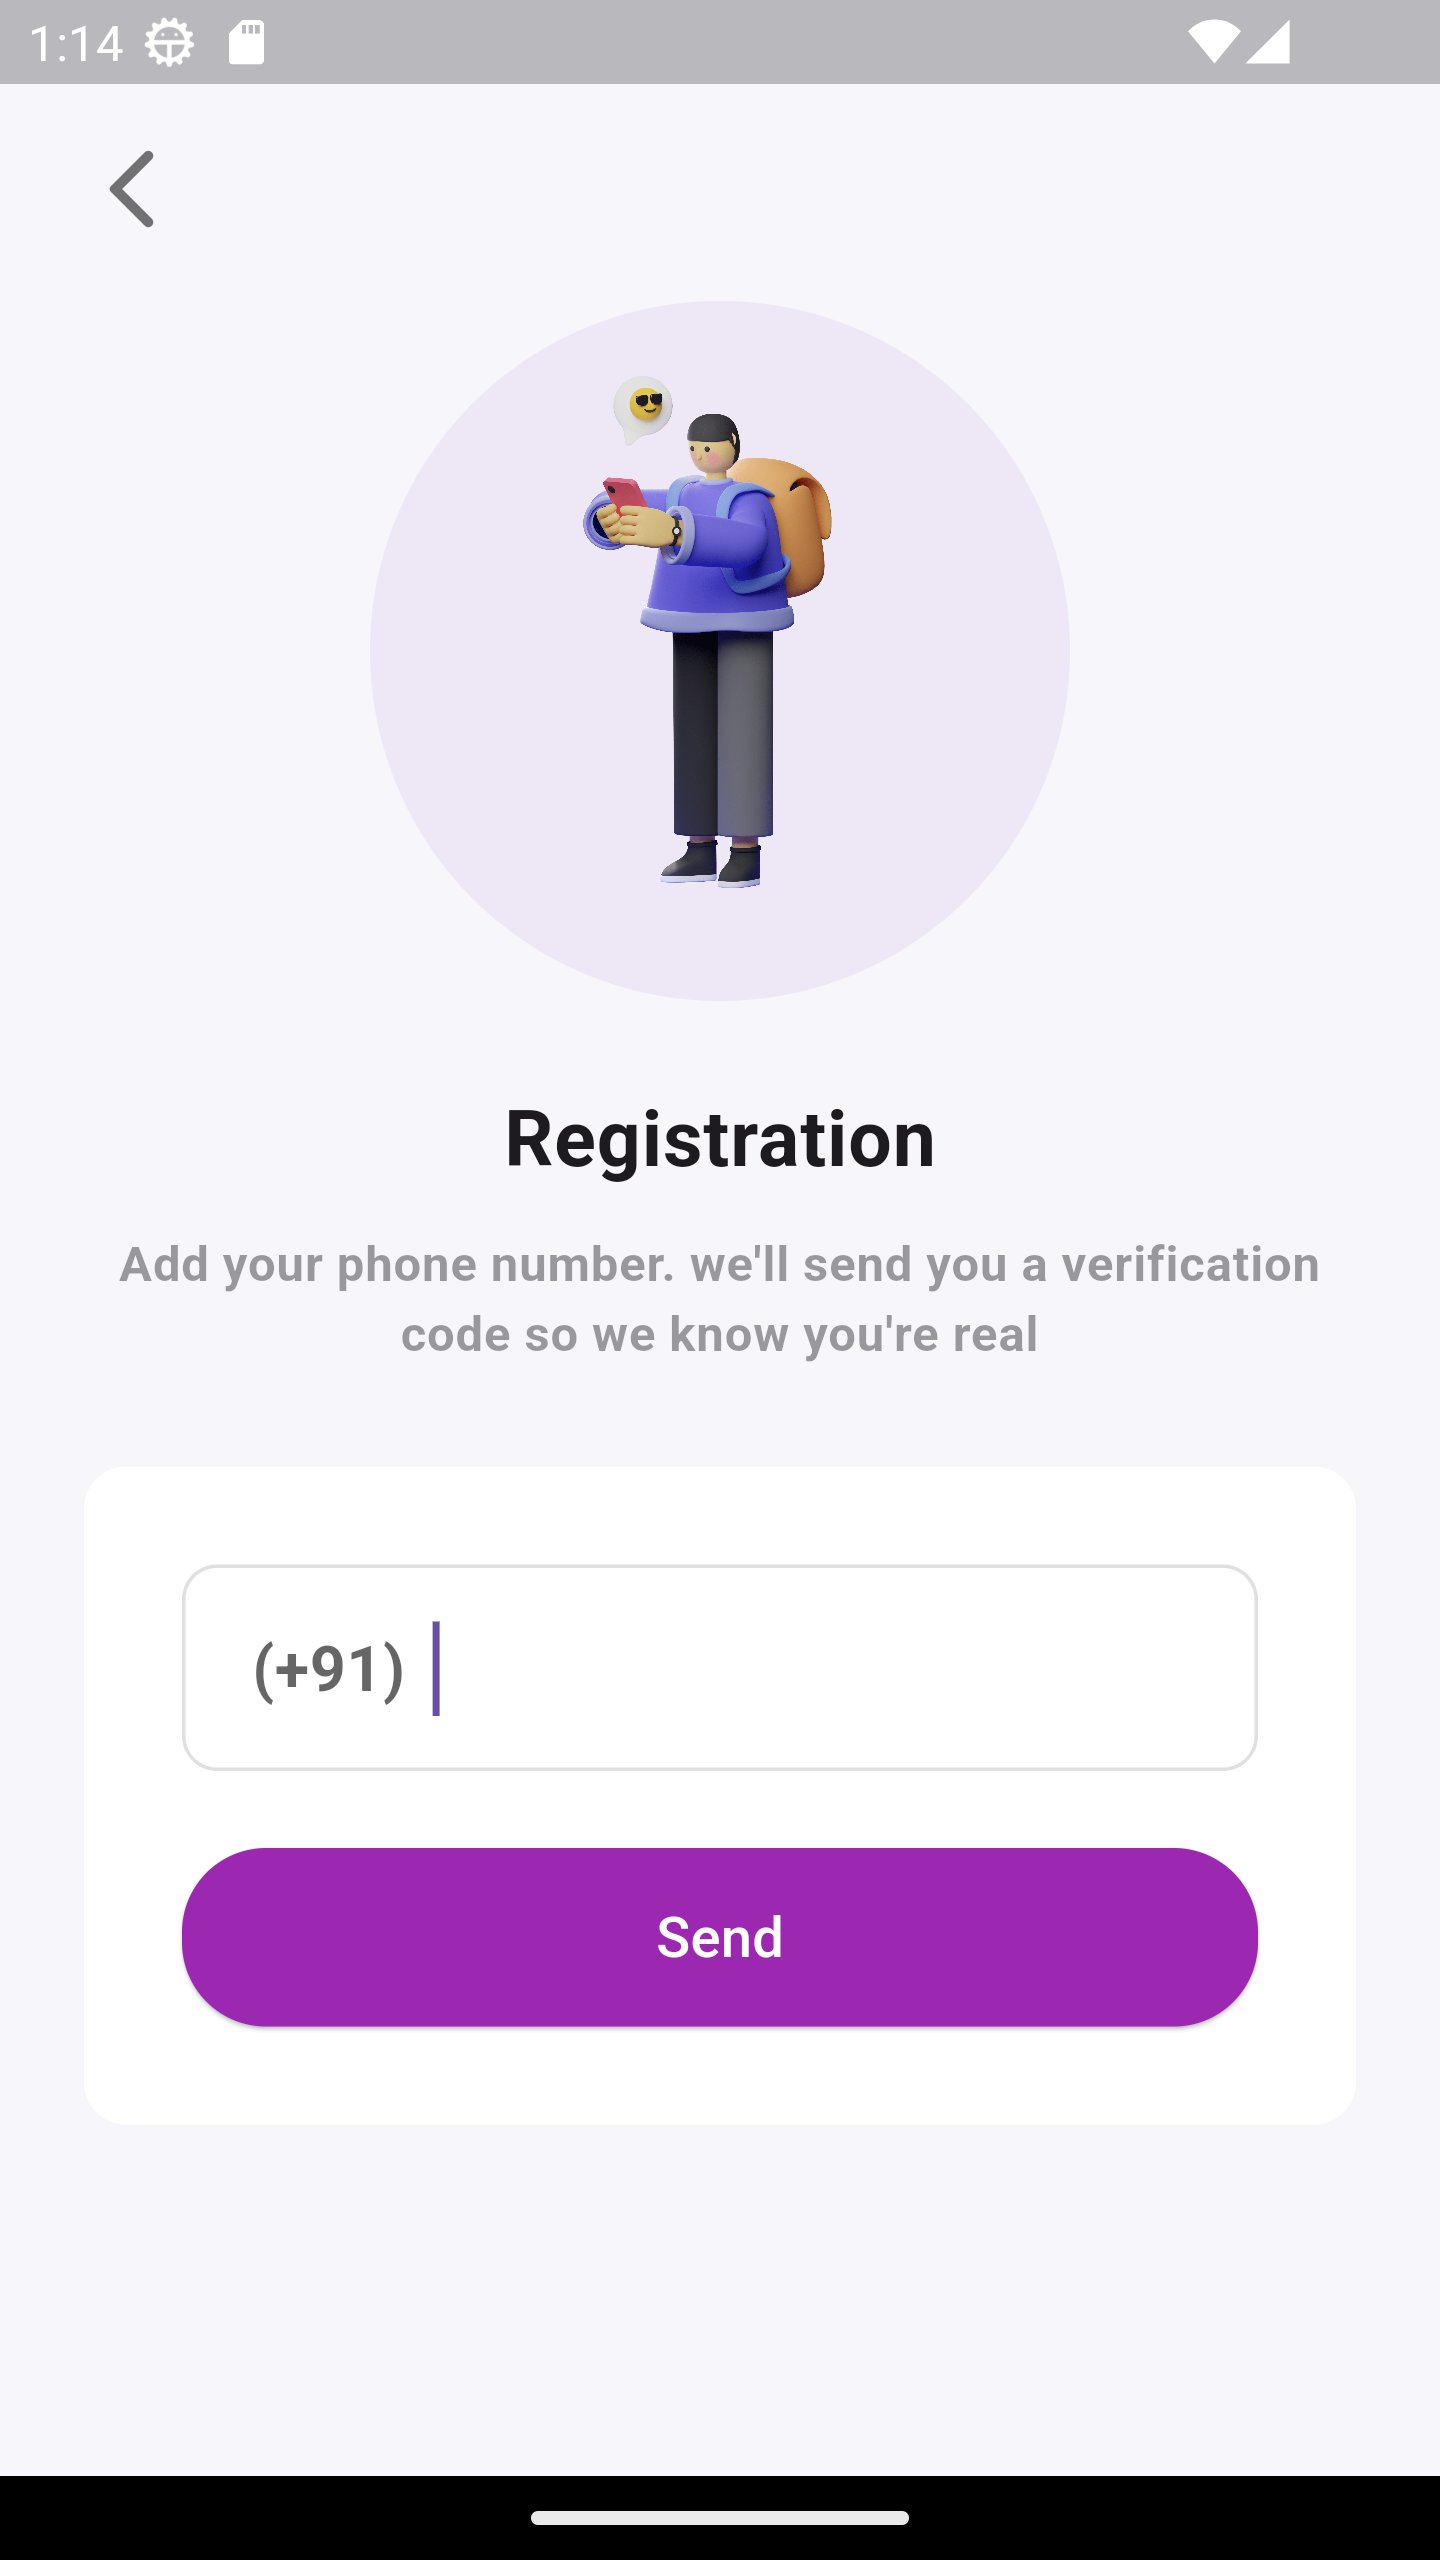 1:14
Registration
Add your phone number. we'll send you a verification
code so we know you're real
(+91)
Send